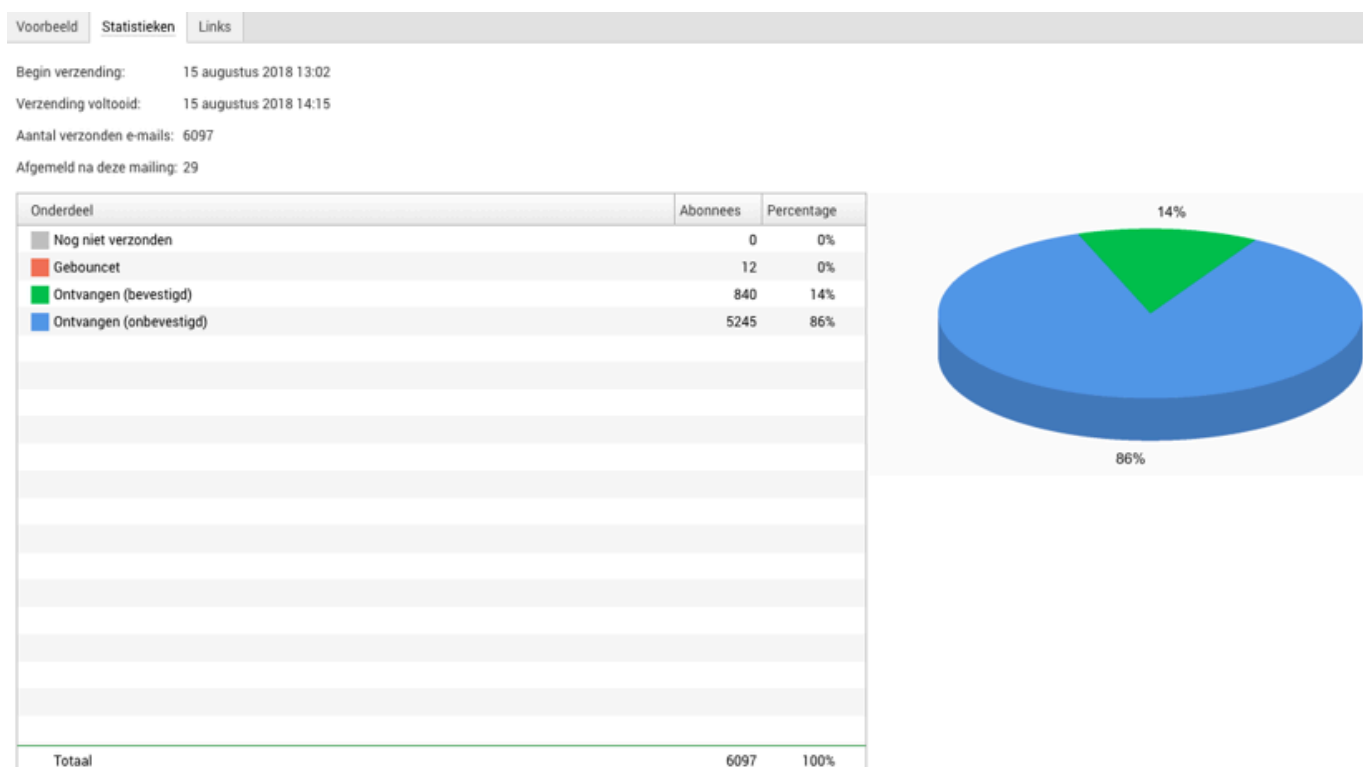 Voorbeeld Statistieken Links
Begin verzending: 15 augustus 2018 13:02
Verzending voltooid: 15 augustus 2018 14:15
Aantal verzonden e-mails: 6097
Afgemeld na deze mailing: 29
Onderdeel Abonnees Percentage
Nog niet verzonden 0 0%
Gebouncet 12 0%
Ontvangen (bevestigd) 840 14%
Ontvangen (onbevestigd) 5245 86%
Totaal 6097 100%
14%
86%